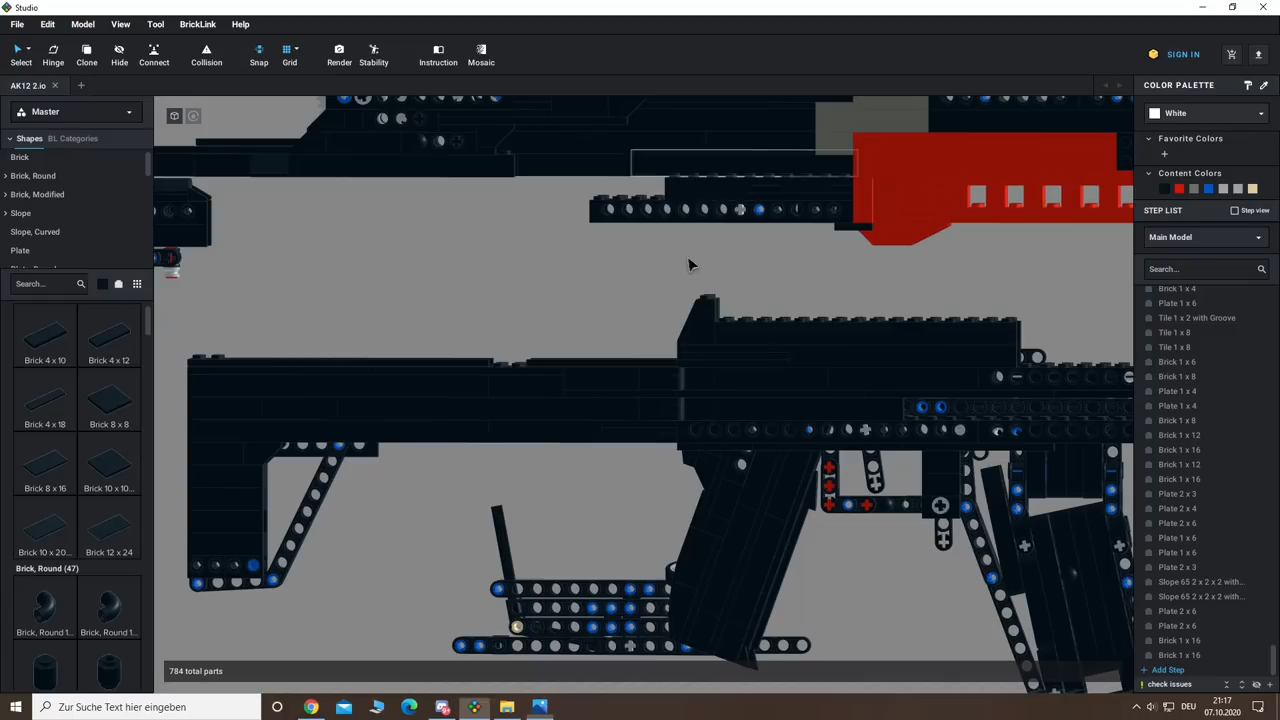 Studio
File Edit Model View Tool BrickLink Help
Select Hinge Clone Hide Connect Collision Snap Grid Render Stability Instruction Mosaic SIGN IN
AK12 2.io
Master
Shapes BL Categories
Brick
Brick, Round
Brick, Modified
Slope
Slope, Curved
Plate
Search...
Brick 4 x 10 Brick 4 x 12
Brick 4 x 18 Brick 8 x 8
Brick 8 x 16 Brick 10 x 10...
Brick 10 x 20... Brick 12 x 24
Brick, Round (47)
Brick, Round 1... Brick, Round 1...
784 total parts
COLOR PALETTE
White
Favorite Colors
Content Colors
STEP LIST Step view
Main Model
Search...
Brick 1 x 4
Plate 1 x 6
Tile 1 x 2 with Groove
Tile 1 x 8
Tile 1 x 8
Brick 1 x 6
Brick 1 x 8
Plate 1 x 4
Plate 1 x 4
Brick 1 x 8
Brick 1 x 12
Brick 1 x 16
Brick 1 x 12
Brick 1 x 16
Plate 2 x 3
Plate 2 x 4
Plate 2 x 6
Plate 1 x 6
Plate 1 x 6
Plate 2 x 3
Slope 65 2 x 2 x 2 with...
Slope 65 2 x 2 x 2 with...
Plate 2 x 6
Plate 2 x 6
Brick 1 x 16
Brick 1 x 16
Add Step
check issues
Zur Suche Text hier eingeben
DEU
21:17
07.10.2020